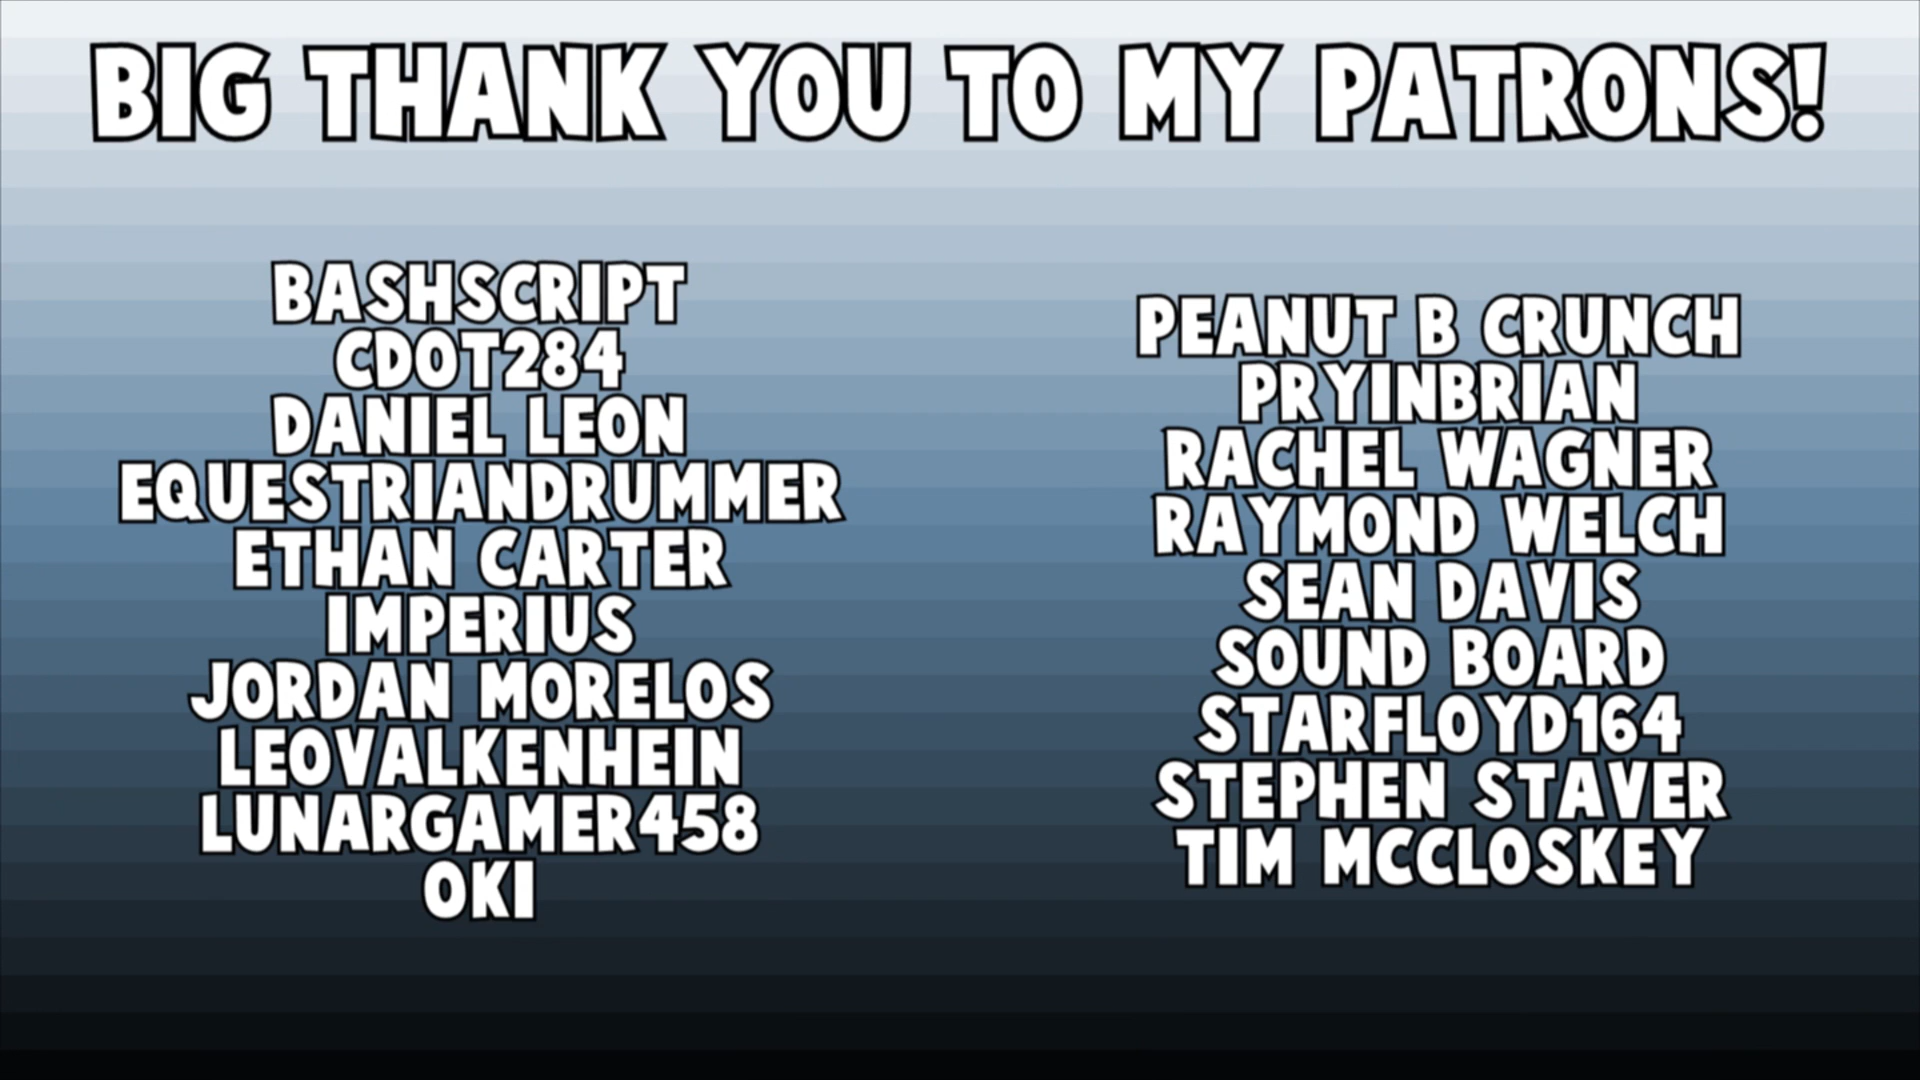 BIG THANK YOU TO MY PATRONS!
BASHSCRIPT
CDOT284
DANIEL LEON
EQUESTRIANDRUMMER
ETHAN CARTER
IMPERIUS
JORDAN MORELOS
LEOVALKENHEIN
LUNARGAMER458
OKI
PEANUT B CRUNCH
PRYINBRIAN
RACHEL WAGNER
RAYMOND WELCH
SEAN DAVIS
SOUND BOARD
STARFLOYD164
STEPHEN STAVER
TIM MCCLOSKEY